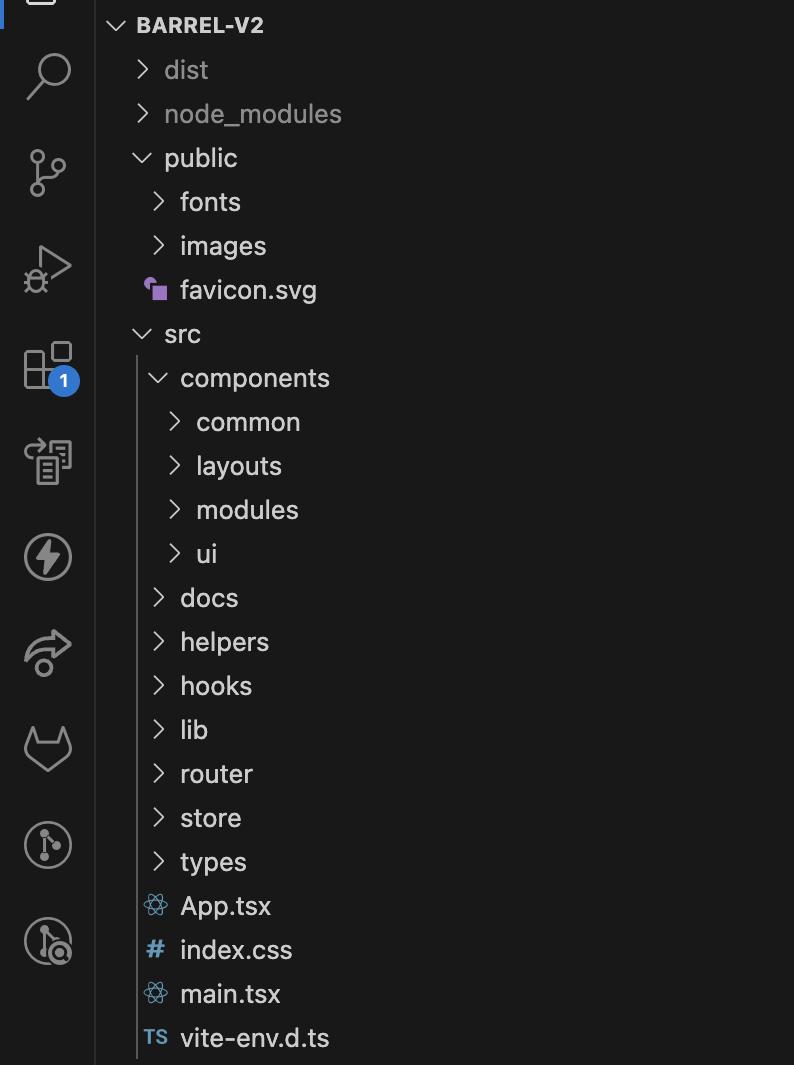 BARREL-V2
dist
node_modules
public
fonts
images
favicon.svg
src
components
common
layouts
modules
ui
docs
helpers
hooks
lib
router
store
types
App.tsx
# index.css
main.tsx
TS vite-env.d.ts
1